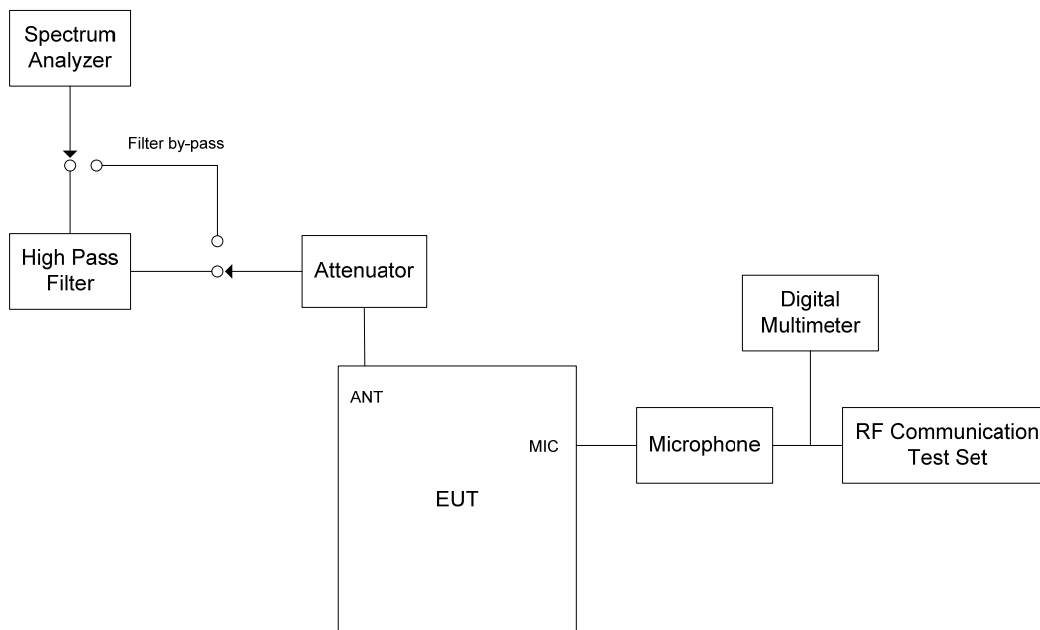 Spectrum
Analyzer
Filter by-pass
High Pass
Filter
Attenuator
Digital
Multimeter
ANT
MIC
Microphone
RF Communication
Test Set
EUT